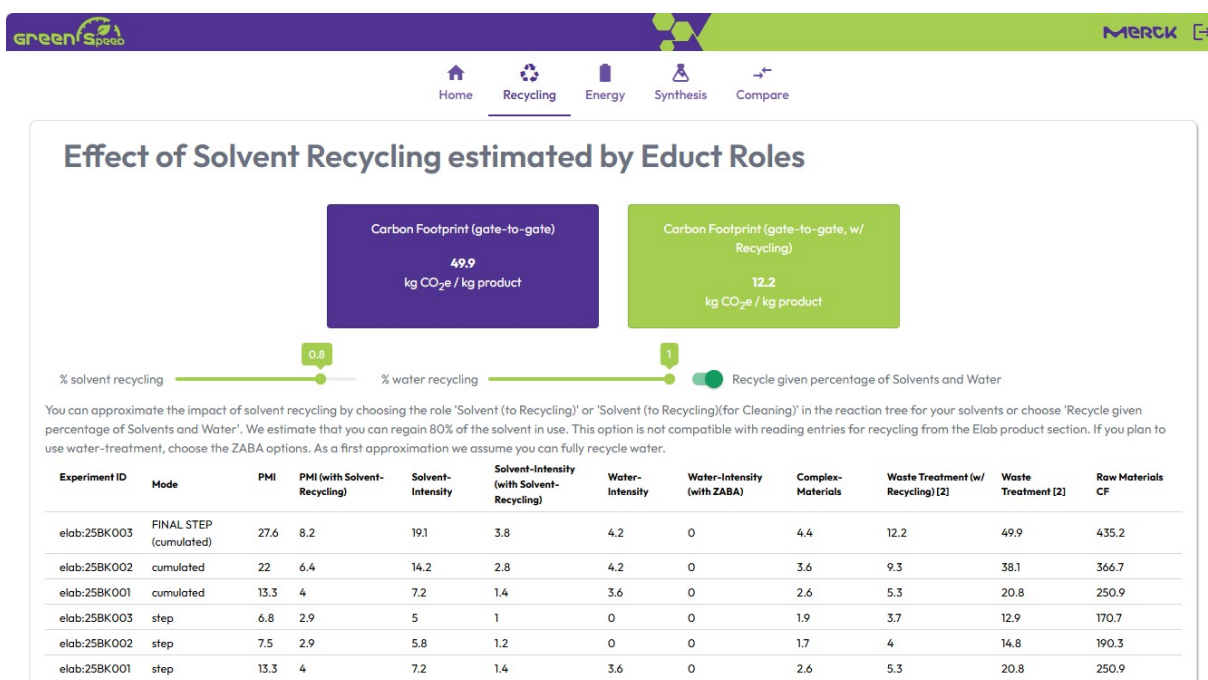 Green Speed
MERCK
Home Recycling Energy Synthesis Compare
Effect of Solvent Recycling estimated by Educt Roles
Carbon Footprint (gate-to-gate)
49.9
kg CO₂e / kg product
Carbon Footprint (gate-to-gate, w/
Recycling)
12.2
kg CO₂e / kg product
0.8
1
% solvent recycling
% water recycling
Recycle given percentage of Solvents and Water
You can approximate the impact of solvent recycling by choosing the role 'Solvent (to Recycling)' or 'Solvent (to Recycling)(for Cleaning)' in the reaction tree for your solvents or choose 'Recycle given
percentage of Solvents and Water'. We estimate that you can regain 80% of the solvent in use. This option is not compatible with reading entries for recycling from the Elab product section. If you plan to
use water-treatment, choose the ZABA options. As a first approximation we assume you can fully recycle water.
Experiment ID
Mode
PMI
PMI (with Solvent-
Recycling)
Solvent-
Intensity
Solvent-Intensity
(with Solvent-
Recycling)
Water-
Intensity
Water-Intensity
(with ZABA)
Complex-
Materials
Waste Treatment (w/
Recycling) [2]
Waste
Treatment [2]
Raw Materials
CF
elab:25BK003 FINAL STEP
(cumulated) 27.6 8.2 19.1 3.8 4.2 0 4.4 12.2 49.9 435.2
elab:25BK002 cumulated 22 6.4 14.2 2.8 4.2 0 3.6 9.3 38.1 366.7
elab:25BK001 cumulated 13.3 4 7.2 1.4 3.6 0 2.6 5.3 20.8 250.9
elab:25BK003 step 6.8 2.9 5 1 0 0 1.9 3.7 12.9 170.7
elab:25BK002 step 7.5 2.9 5.8 1.2 0 0 1.7 4 14.8 190.3
elab:25BK001 step 13.3 4 7.2 1.4 3.6 0 2.6 5.3 20.8 250.9